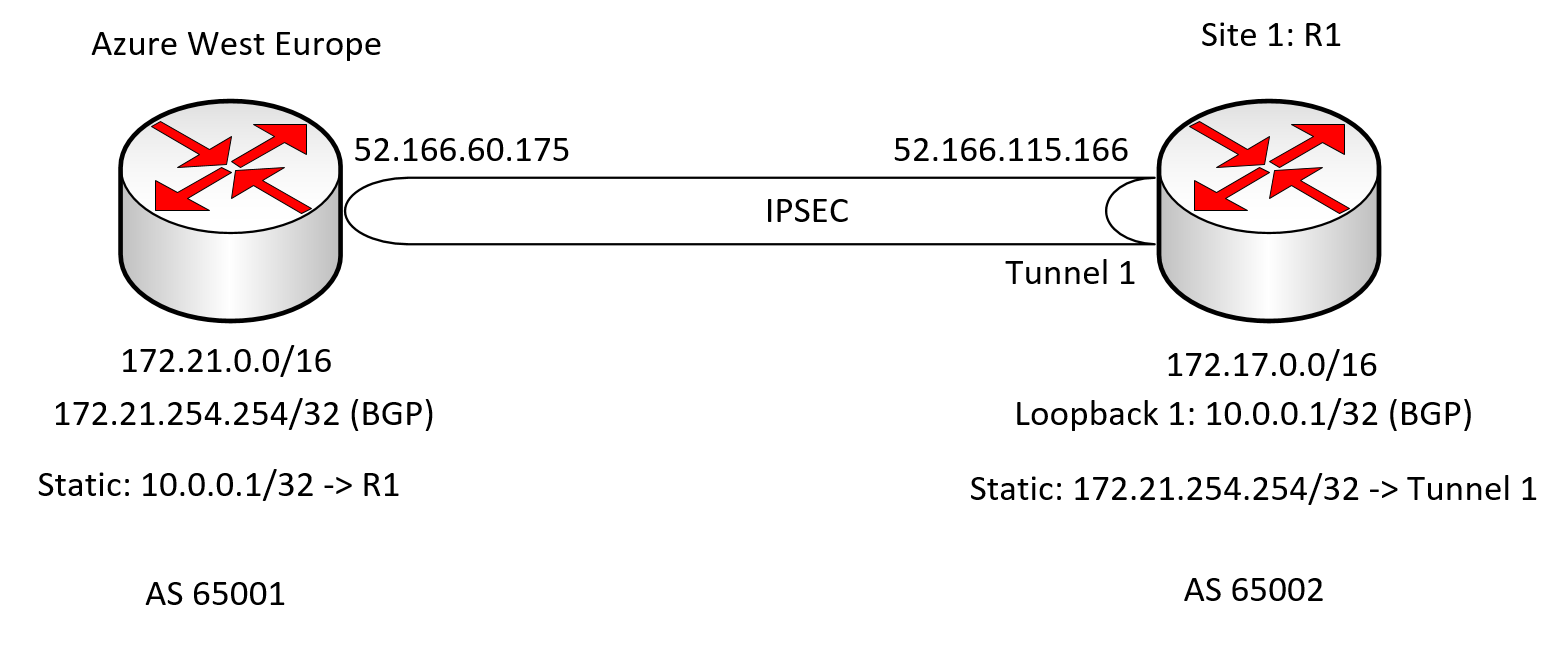 Azure West Europe
Site 1: R1
52.166.60.175
52.166.115.166
IPSEC
Tunnel 1
172.21.0.0/16
172.17.0.0/16
172.21.254.254/32 (BGP)
Loopback 1: 10.0.0.1/32 (BGP)
Static: 10.0.0.1/32 -> R1
Static: 172.21.254.254/32 -> Tunnel 1
AS 65001
AS 65002